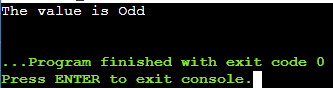 The value is Odd
...Program finished with exit code 0
Press ENTER to exit console.